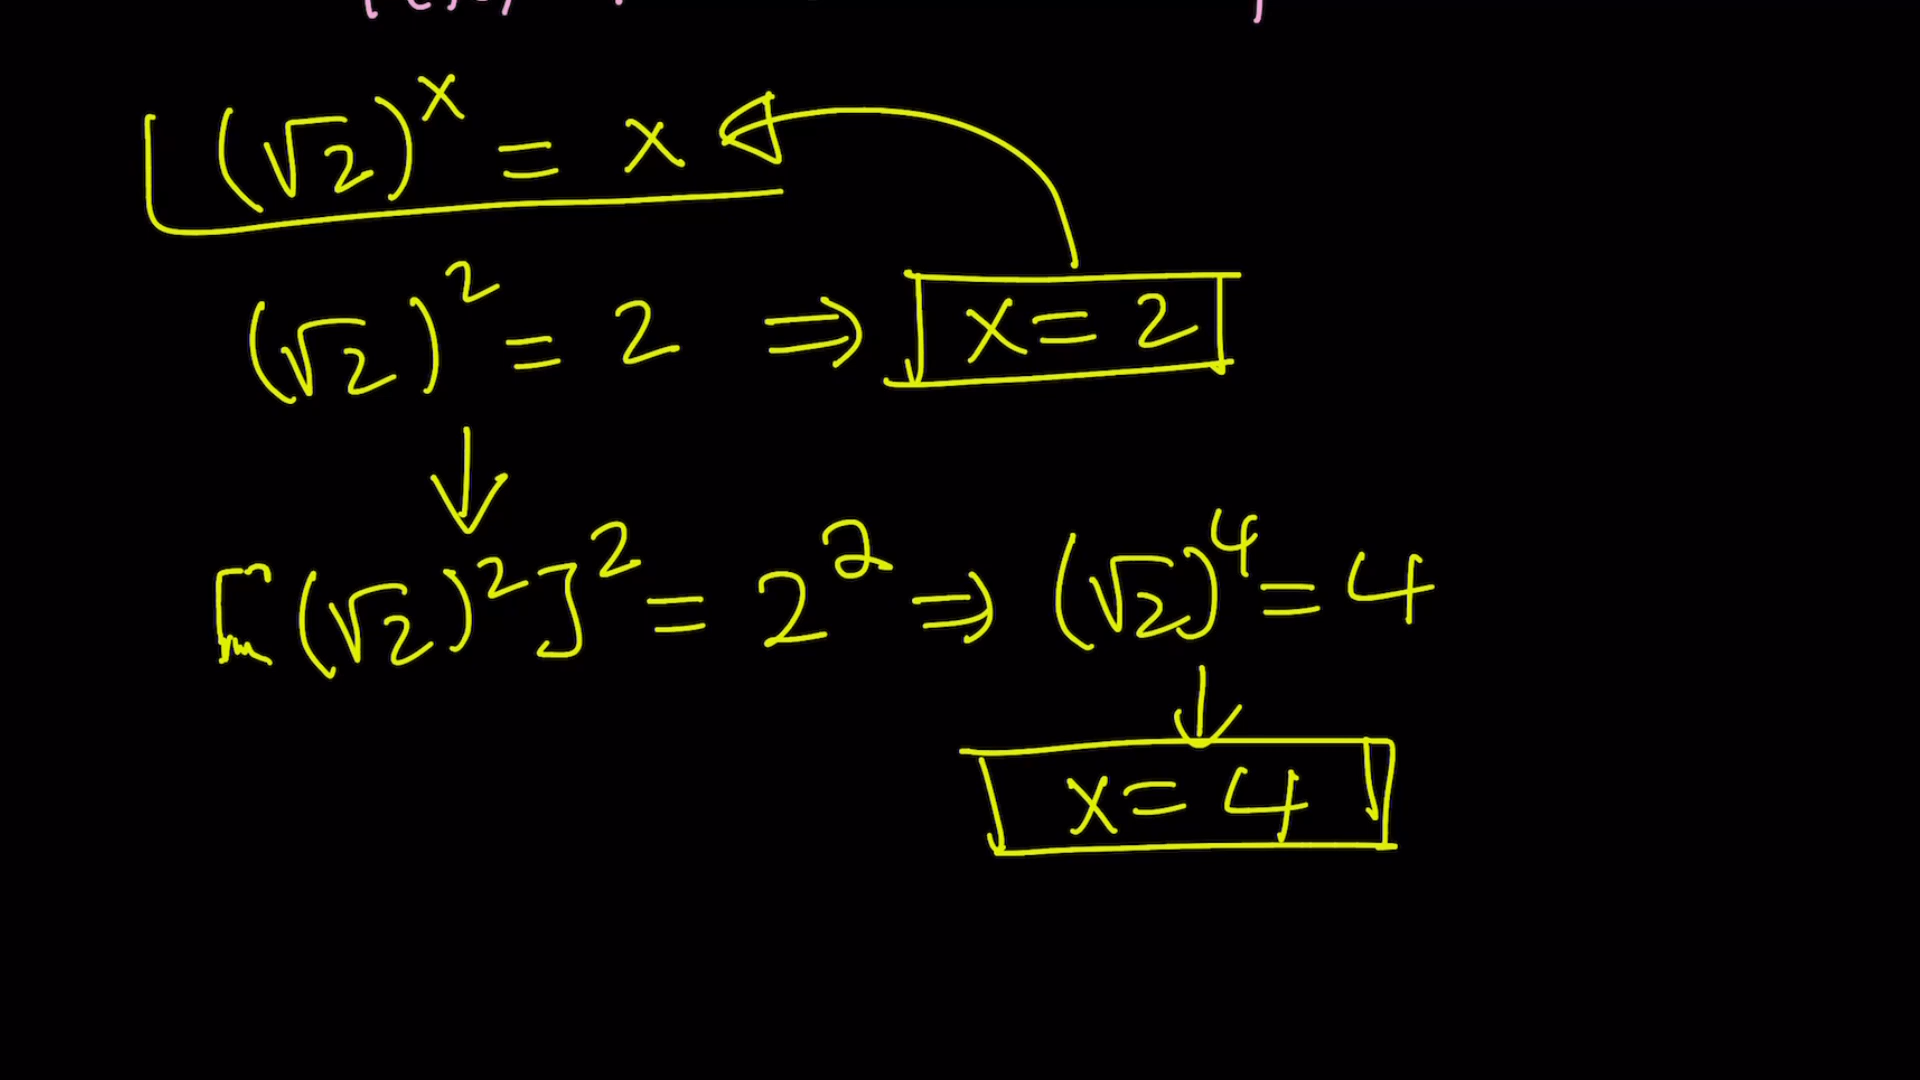 (√2)^x = x
(√2)^2 = 2 ⇒ x = 2
[(√2)^2]^2 = 2^2 ⇒ (√2)^4 = 4
x = 4